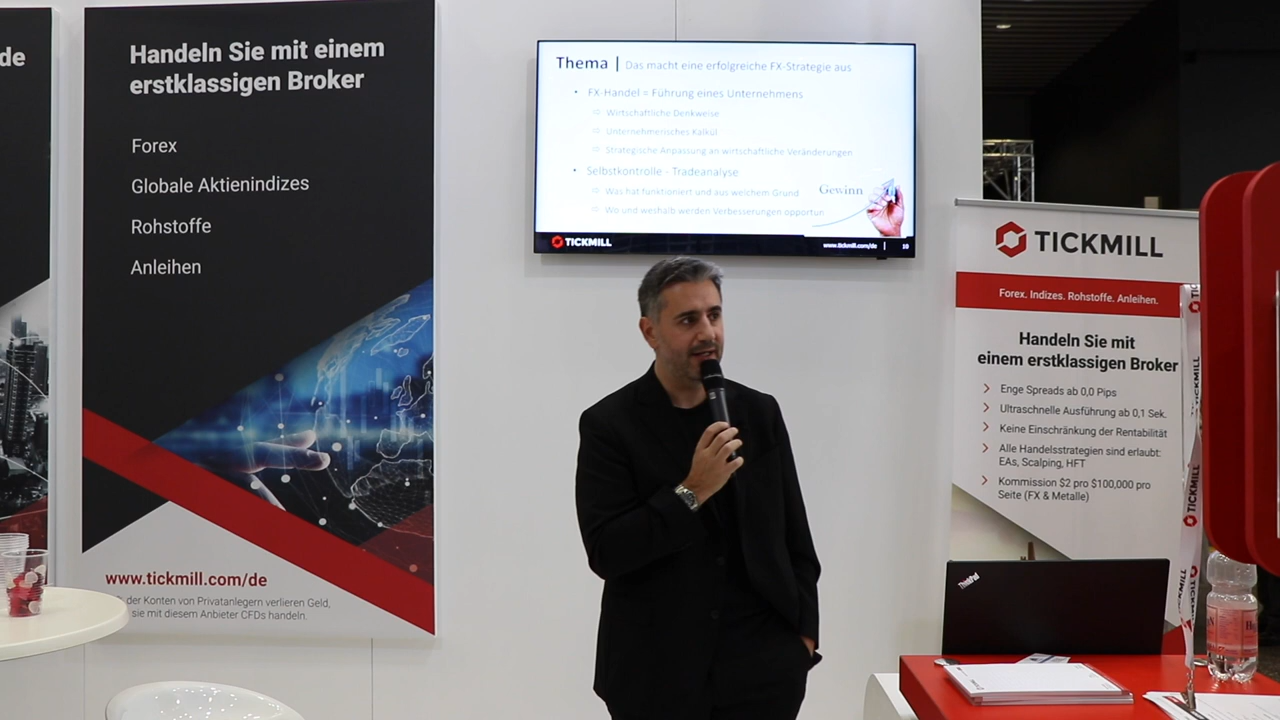 de
Handeln Sie mit einem
erstklassigen Broker
Forex
Globale Aktienindizes
Rohstoffe
Anleihen
www.tickmill.com/de
der Konten von Privatanlegern verlieren Geld,
sie mit diesem Anbieter CFDs handeln.
Thema | Das macht eine erfolgreiche FX-Strategie aus
• FX-Handel = Führung eines Unternehmens
⇨ Wirtschaftliche Denkweise
⇨ Unternehmerisches Kalkül
⇨ Strategische Anpassung an wirtschaftliche Veränderungen
• Selbstkontrolle - Tradeanalyse
⇨ Was hat funktioniert und aus welchem Grund
⇨ Wo und weshalb werden Verbesserungen opportun
Gewinn
TICKMILL
www.tickmill.com/de | 10
TICKMILL
Forex. Indizes. Rohstoffe. Anleihen.
Handeln Sie mit
einem erstklassigen Broker
Enge Spreads ab 0,0 Pips
Ultraschnelle Ausführung ab 0,1 Sek.
Keine Einschränkung der Rentabilität
Alle Handelsstrategien sind erlaubt:
EAs, Scalping, HFT
Kommission $2 pro $100,000 pro
Seite (FX & Metalle)
TICKMILL
TICKMILL
TICKMILL
ThinkPad